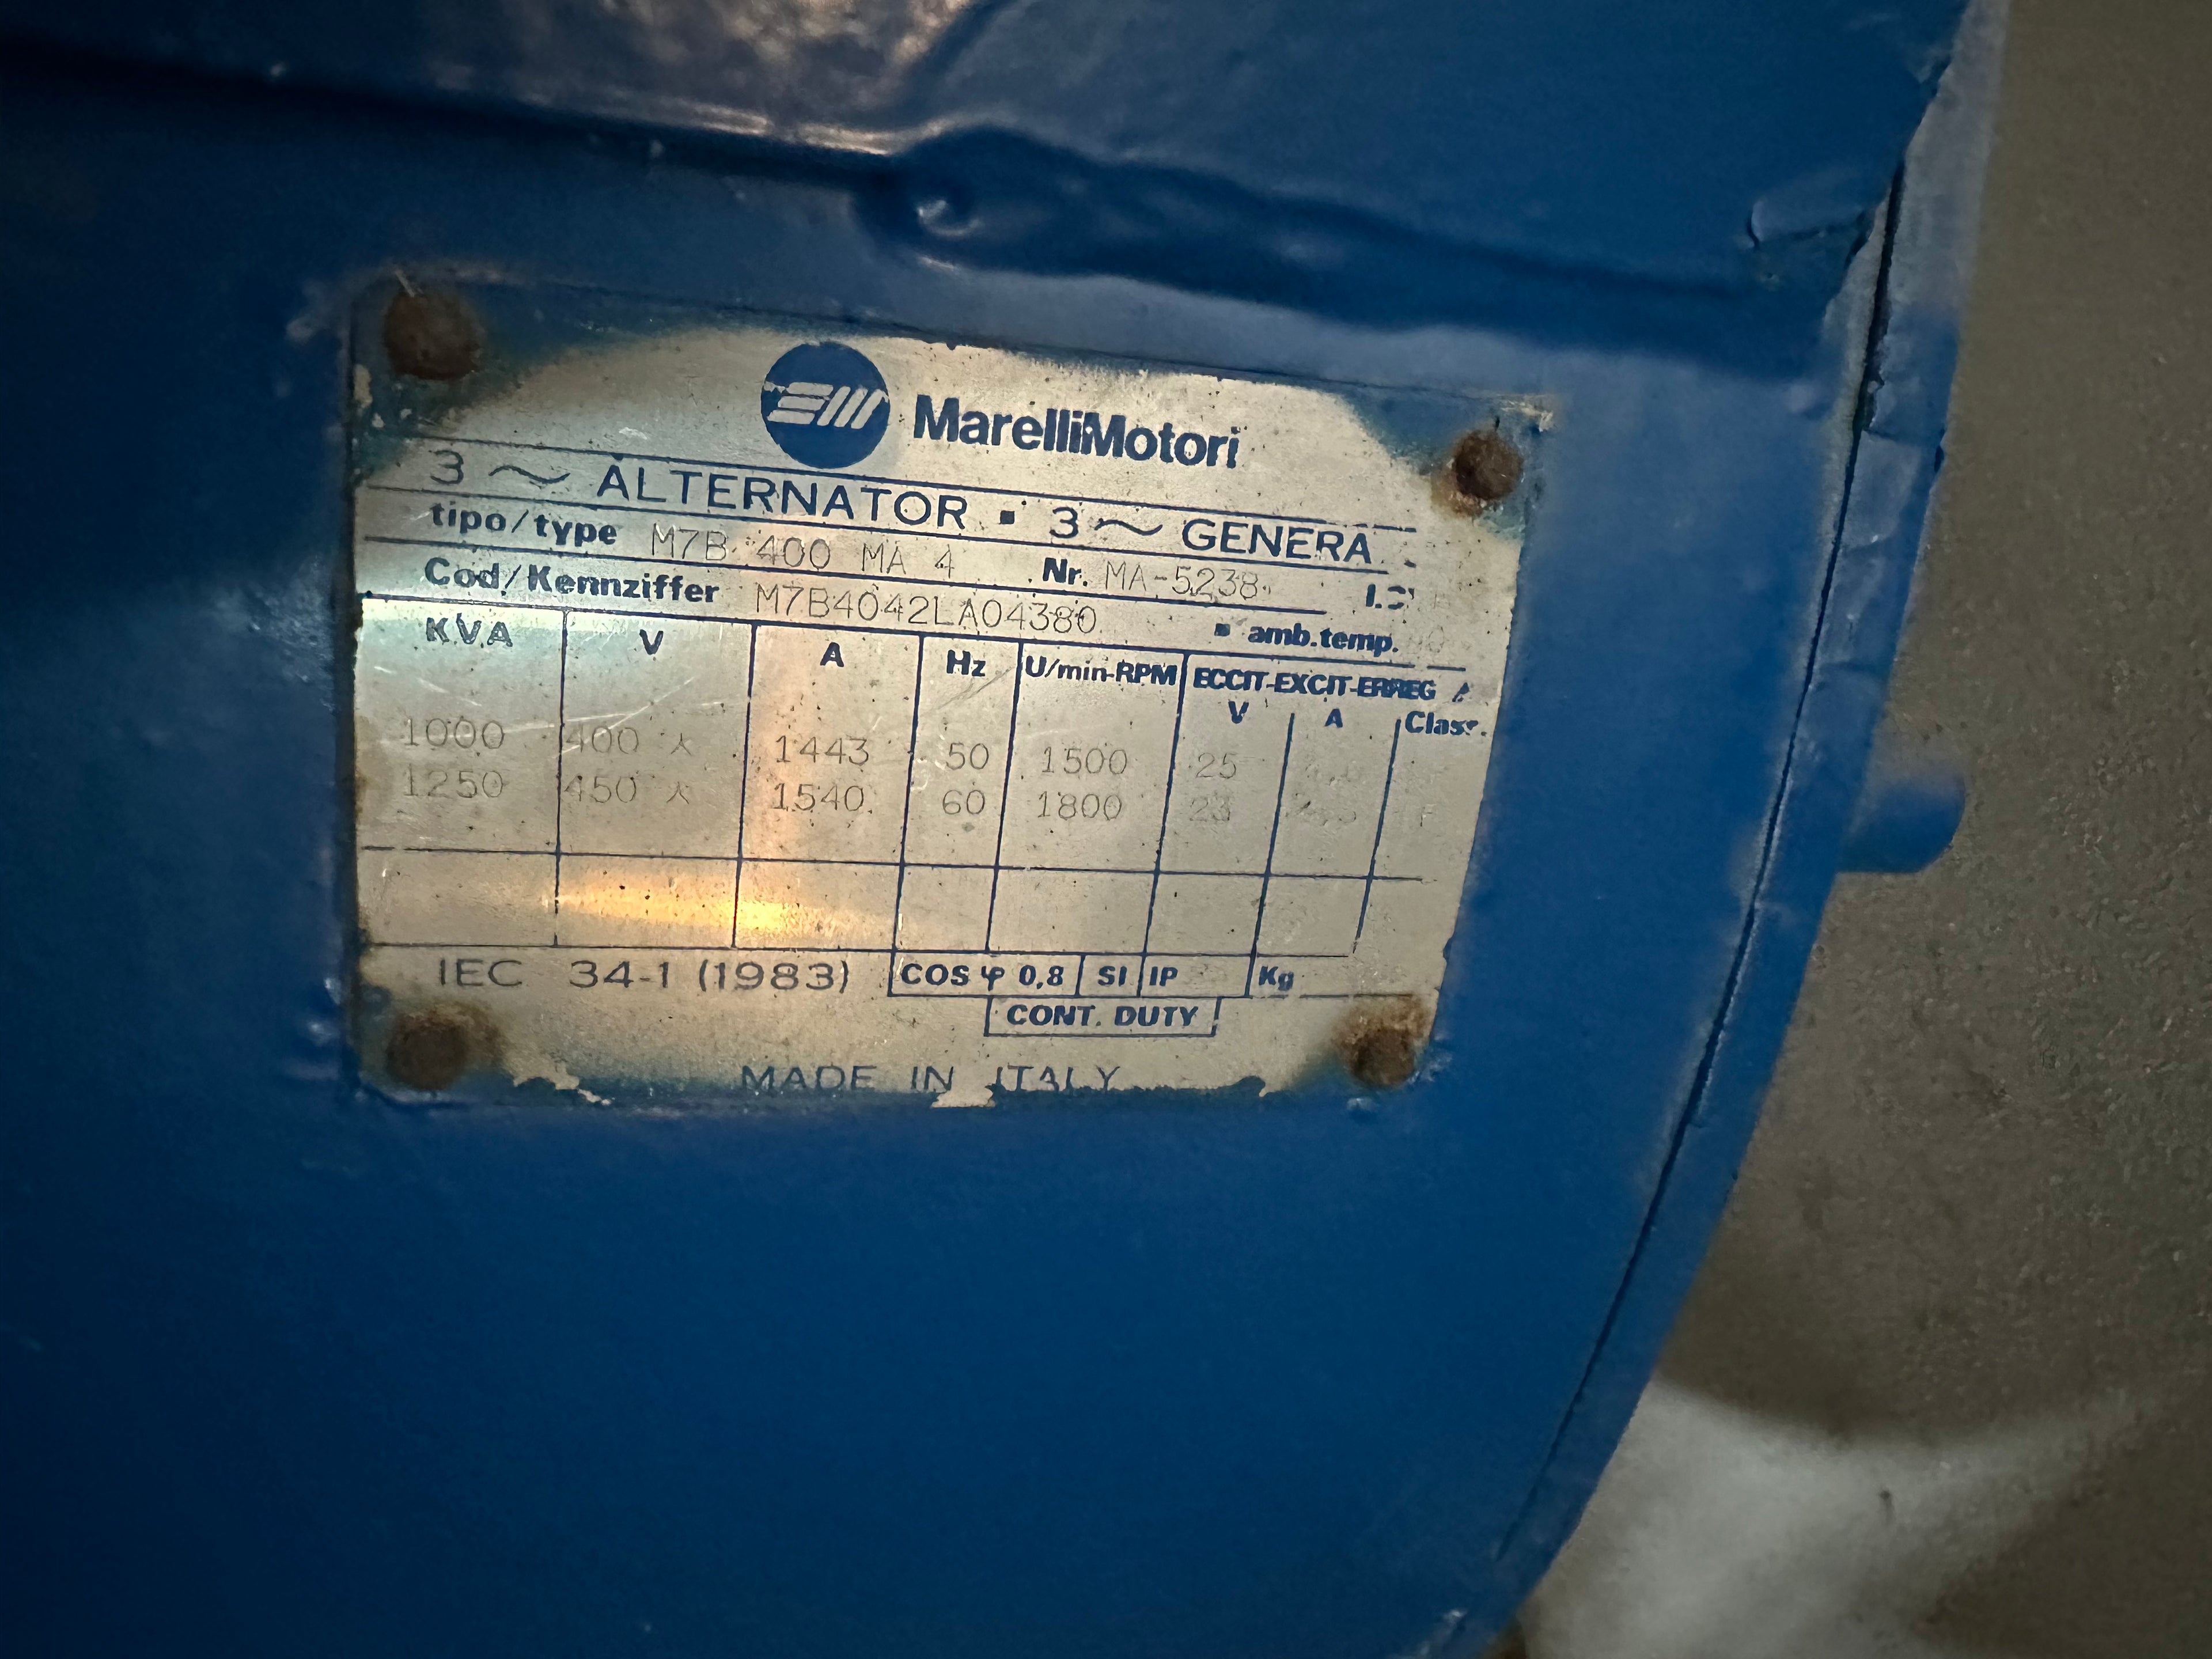 MarelliMotori
3 ~ ALTERNATOR ▪ 3 ~ GENERA
tipo/type M7B 400 MA 4 Nr. MA-5238
Cod/Kennziffer M7B4042LA04380 ▪ amb.temp.
KVA V A Hz U/min-RPM ECCIT-EXCIT-ERREG
V A Class.
1000 400 1443 50 1500 25
1250 450 1540 60 1800 23 F
IEC 34-1 (1983) COS φ 0,8 SI IP Kg
CONT. DUTY
MADE IN ITALY